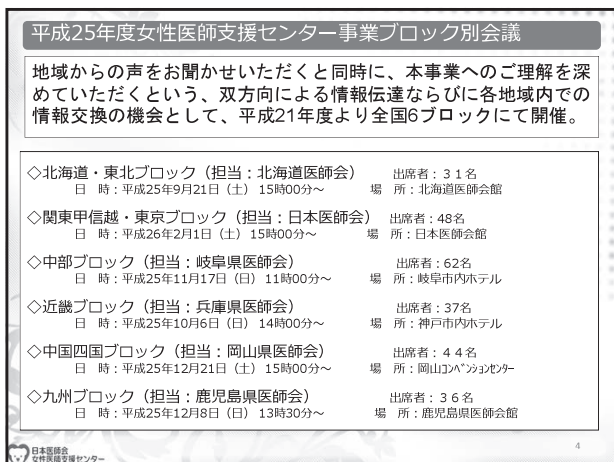 平成25年度女性医師支援センター事業ブロック別会議
地域からの声をお聞かせいただくと同時に、本事業へのご理解を深
めていただくという、双方向による情報伝達ならびに各地域内での
情報交換の機会として、平成21年度より全国6ブロックにて開催。
◇北海道・東北ブロック（担当：北海道医師会） 出席者：３１名
日 時：平成25年9月21日（土） 15時00分～ 場 所：北海道医師会館
◇関東甲信越・東京ブロック（担当：日本医師会） 出席者：48名
日 時：平成26年2月1日（土） 15時00分～ 場 所：日本医師会館
◇中部ブロック（担当：岐阜県医師会） 出席者：62名
日 時：平成25年11月17日（日） 11時00分～ 場 所：岐阜市内ホテル
◇近畿ブロック（担当：兵庫県医師会） 出席者：37名
日 時：平成25年10月6日（日） 14時00分～ 場 所：神戸市内ホテル
◇中国四国ブロック（担当：岡山県医師会） 出席者：４４名
日 時：平成25年12月21日（土） 15時00分～ 場 所：岡山ｺﾝﾍﾞﾝｼｮﾝｾﾝﾀｰ
◇九州ブロック（担当：鹿児島県医師会） 出席者：３６名
日 時：平成25年12月8日（日） 13時30分～ 場 所：鹿児島県医師会館
日本医師会
女性医師支援センター
4